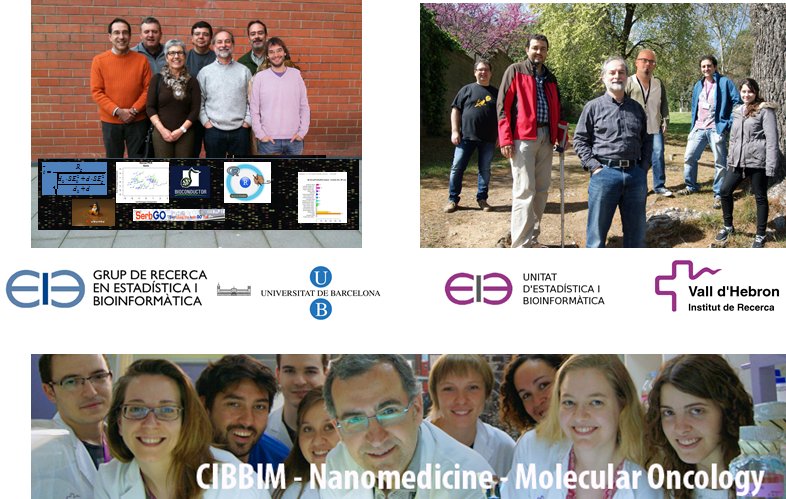 BIOCONDUCTOR
R
SerbGO
ubuntu
GRUP DE RECERCA
EN ESTADÍSTICA I
BIOINFORMÀTICA
U
UNIVERSITAT DE BARCELONA
B
UNITAT
D'ESTADÍSTICA I
BIOINFORMÀTICA
Vall d'Hebron
Institut de Recerca
CIBBIM - Nanomedicine - Molecular Oncology